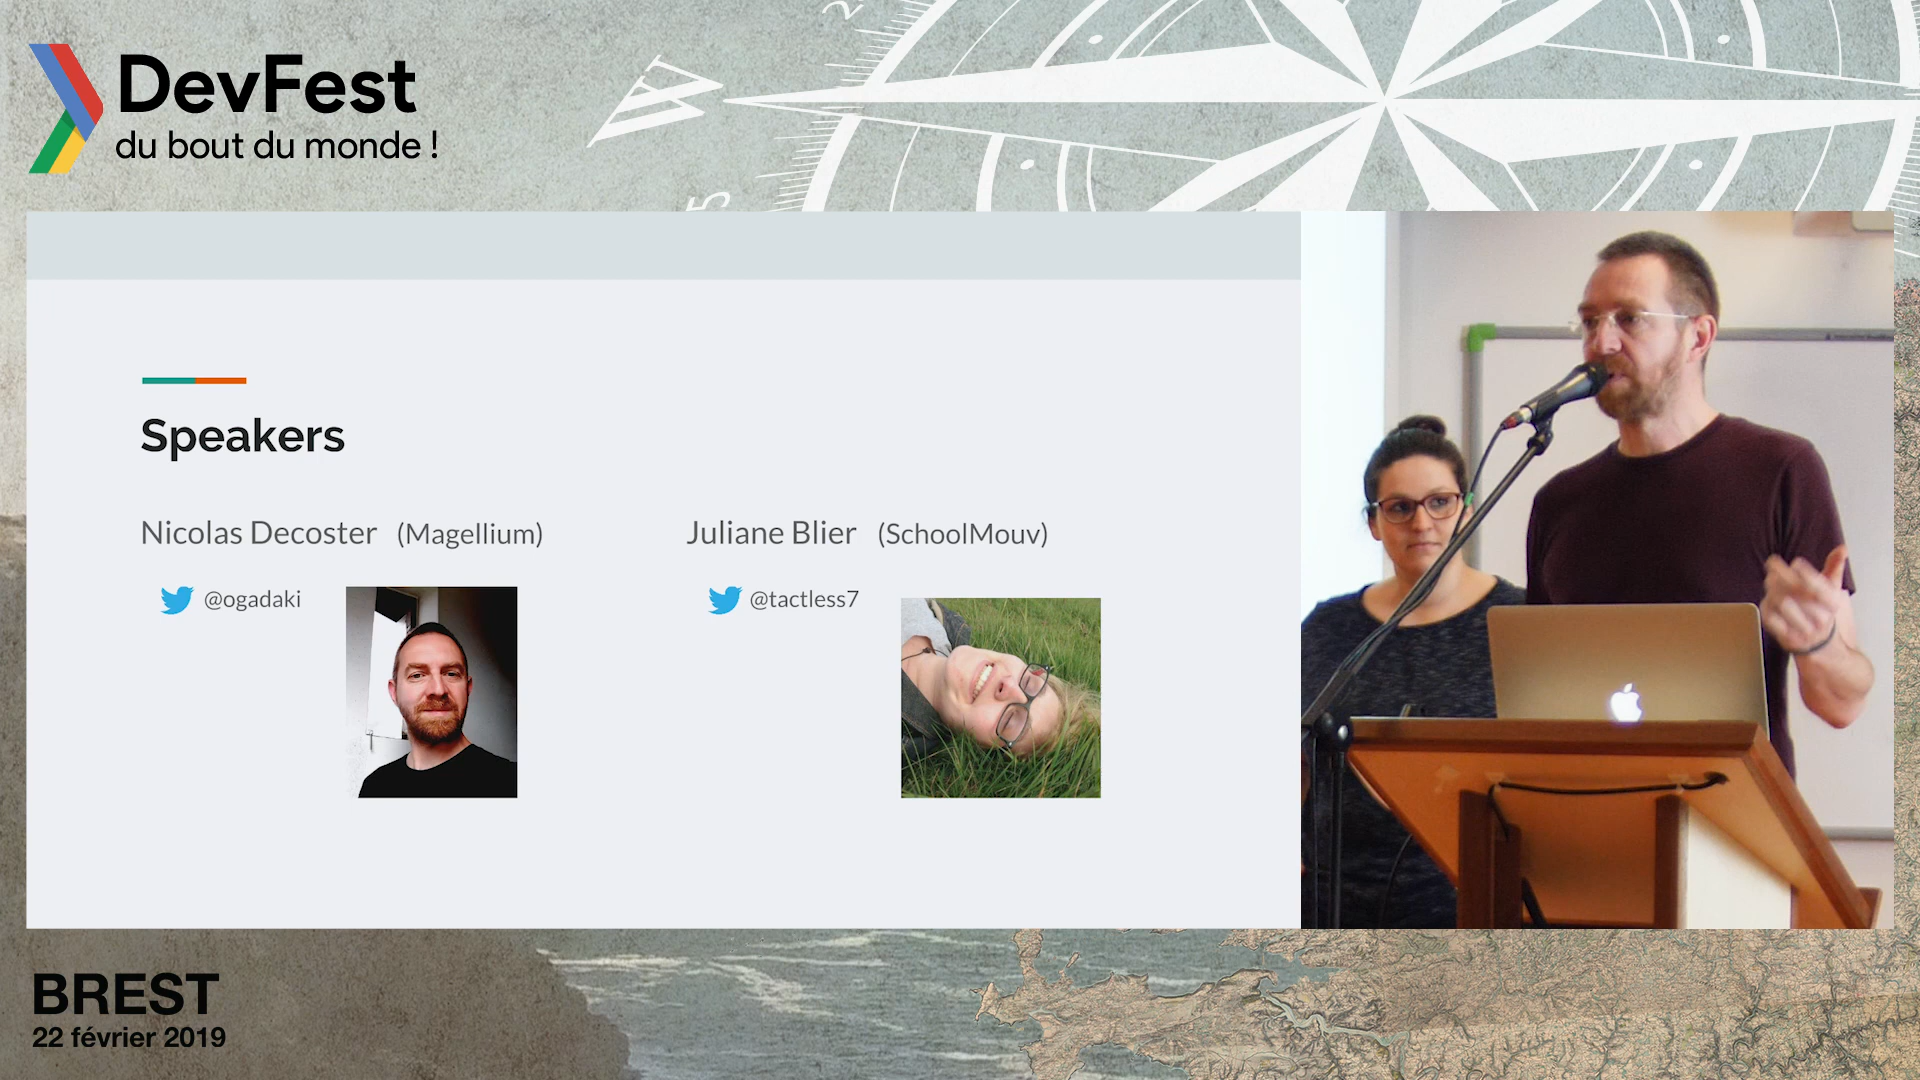 DevFest
du bout du monde !
W
Speakers
Nicolas Decoster (Magellium)
@ogadaki
Juliane Blier (SchoolMouv)
@tactless7
BREST
22 février 2019